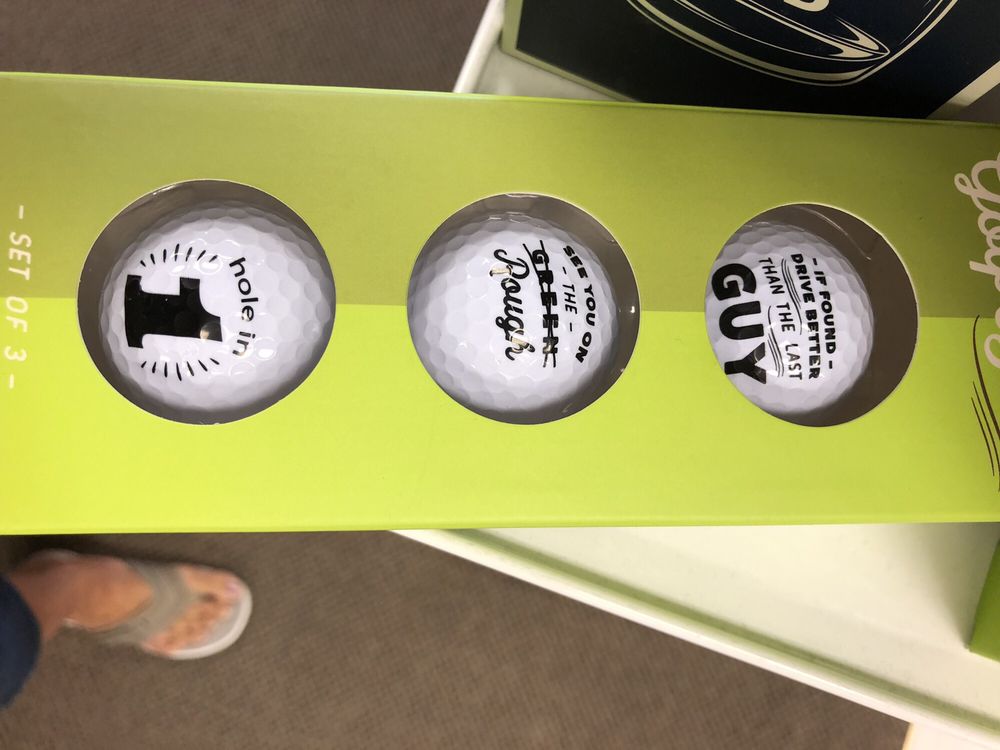 - IF FOUND -
DRIVE BETTER
THAN THE LAST
GUY
SEE YOU ON
- THE -
GREEN
Rough
hole in
1
- SET OF 3 -